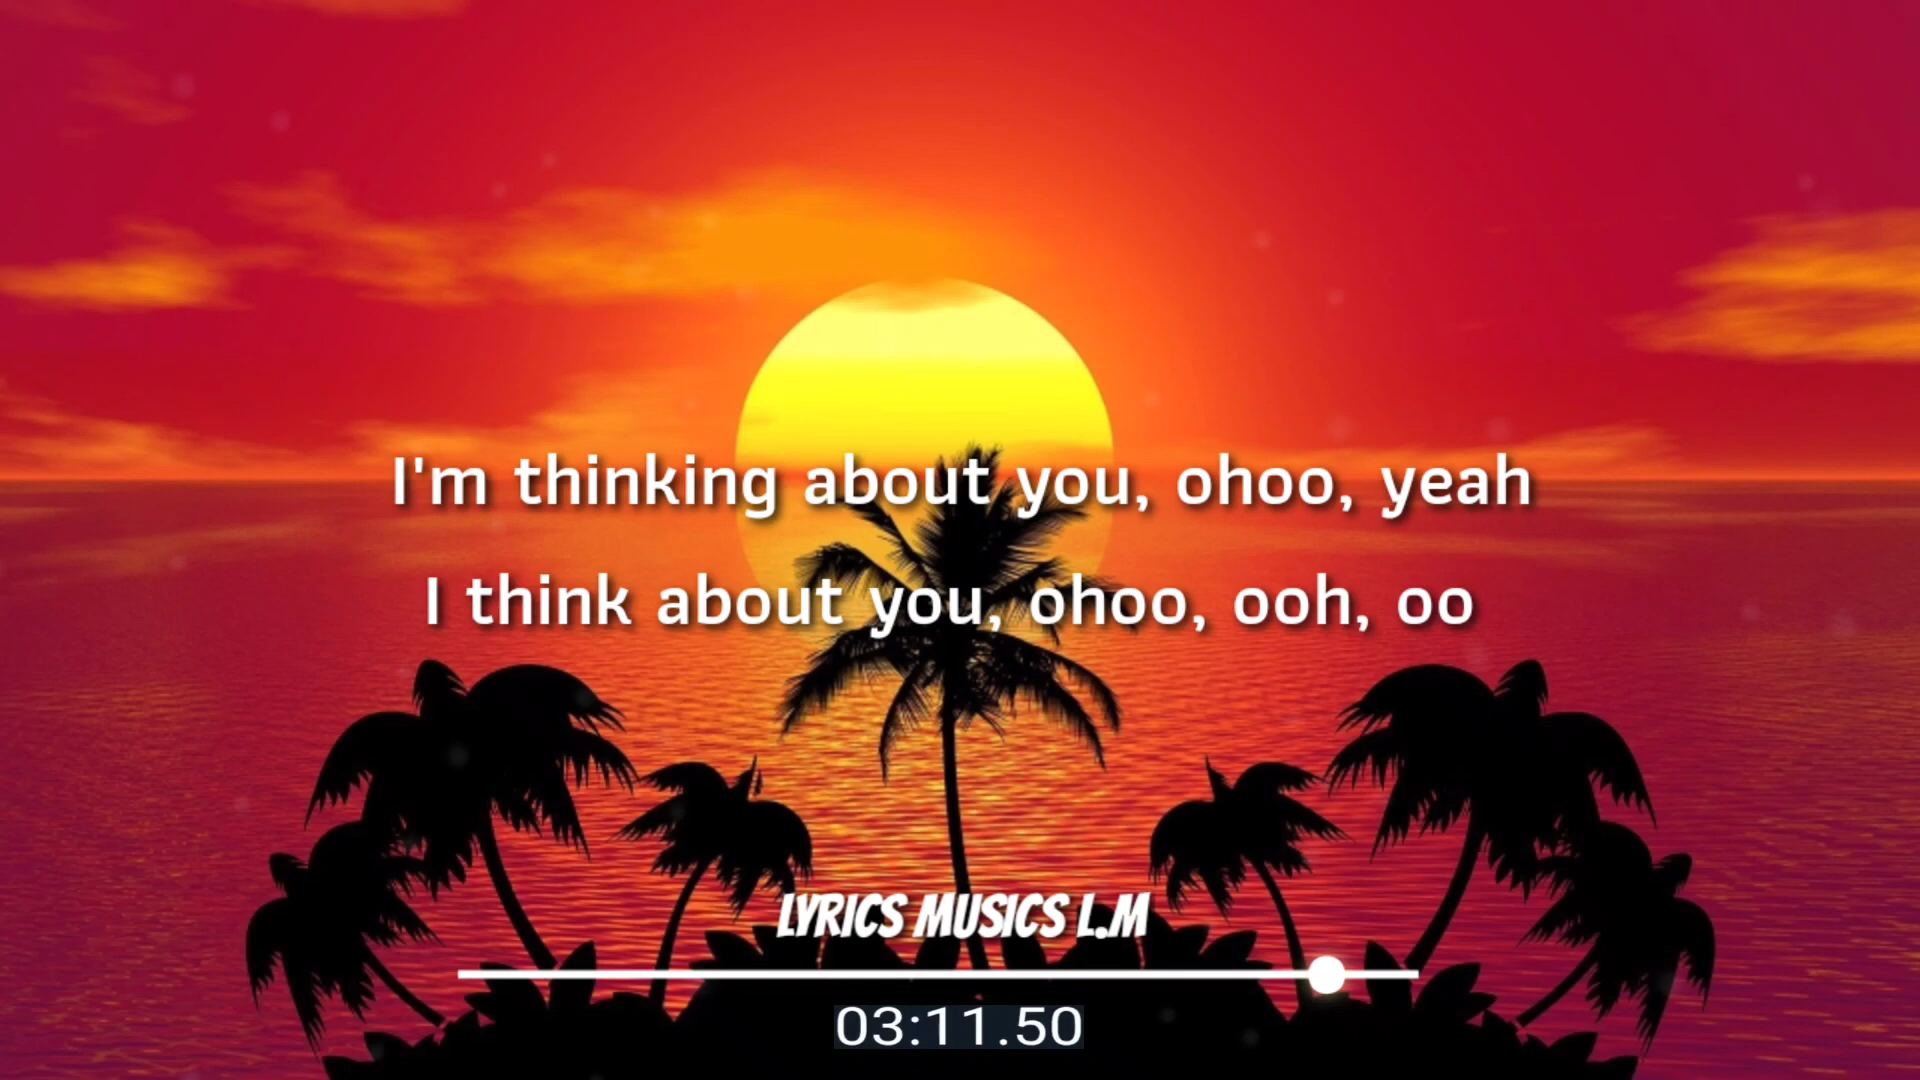 I'm thinking about you, ohoo, yeah
I think about you, ohoo, ooh, oo
LYRICS MUSICS L.M
03:11.50